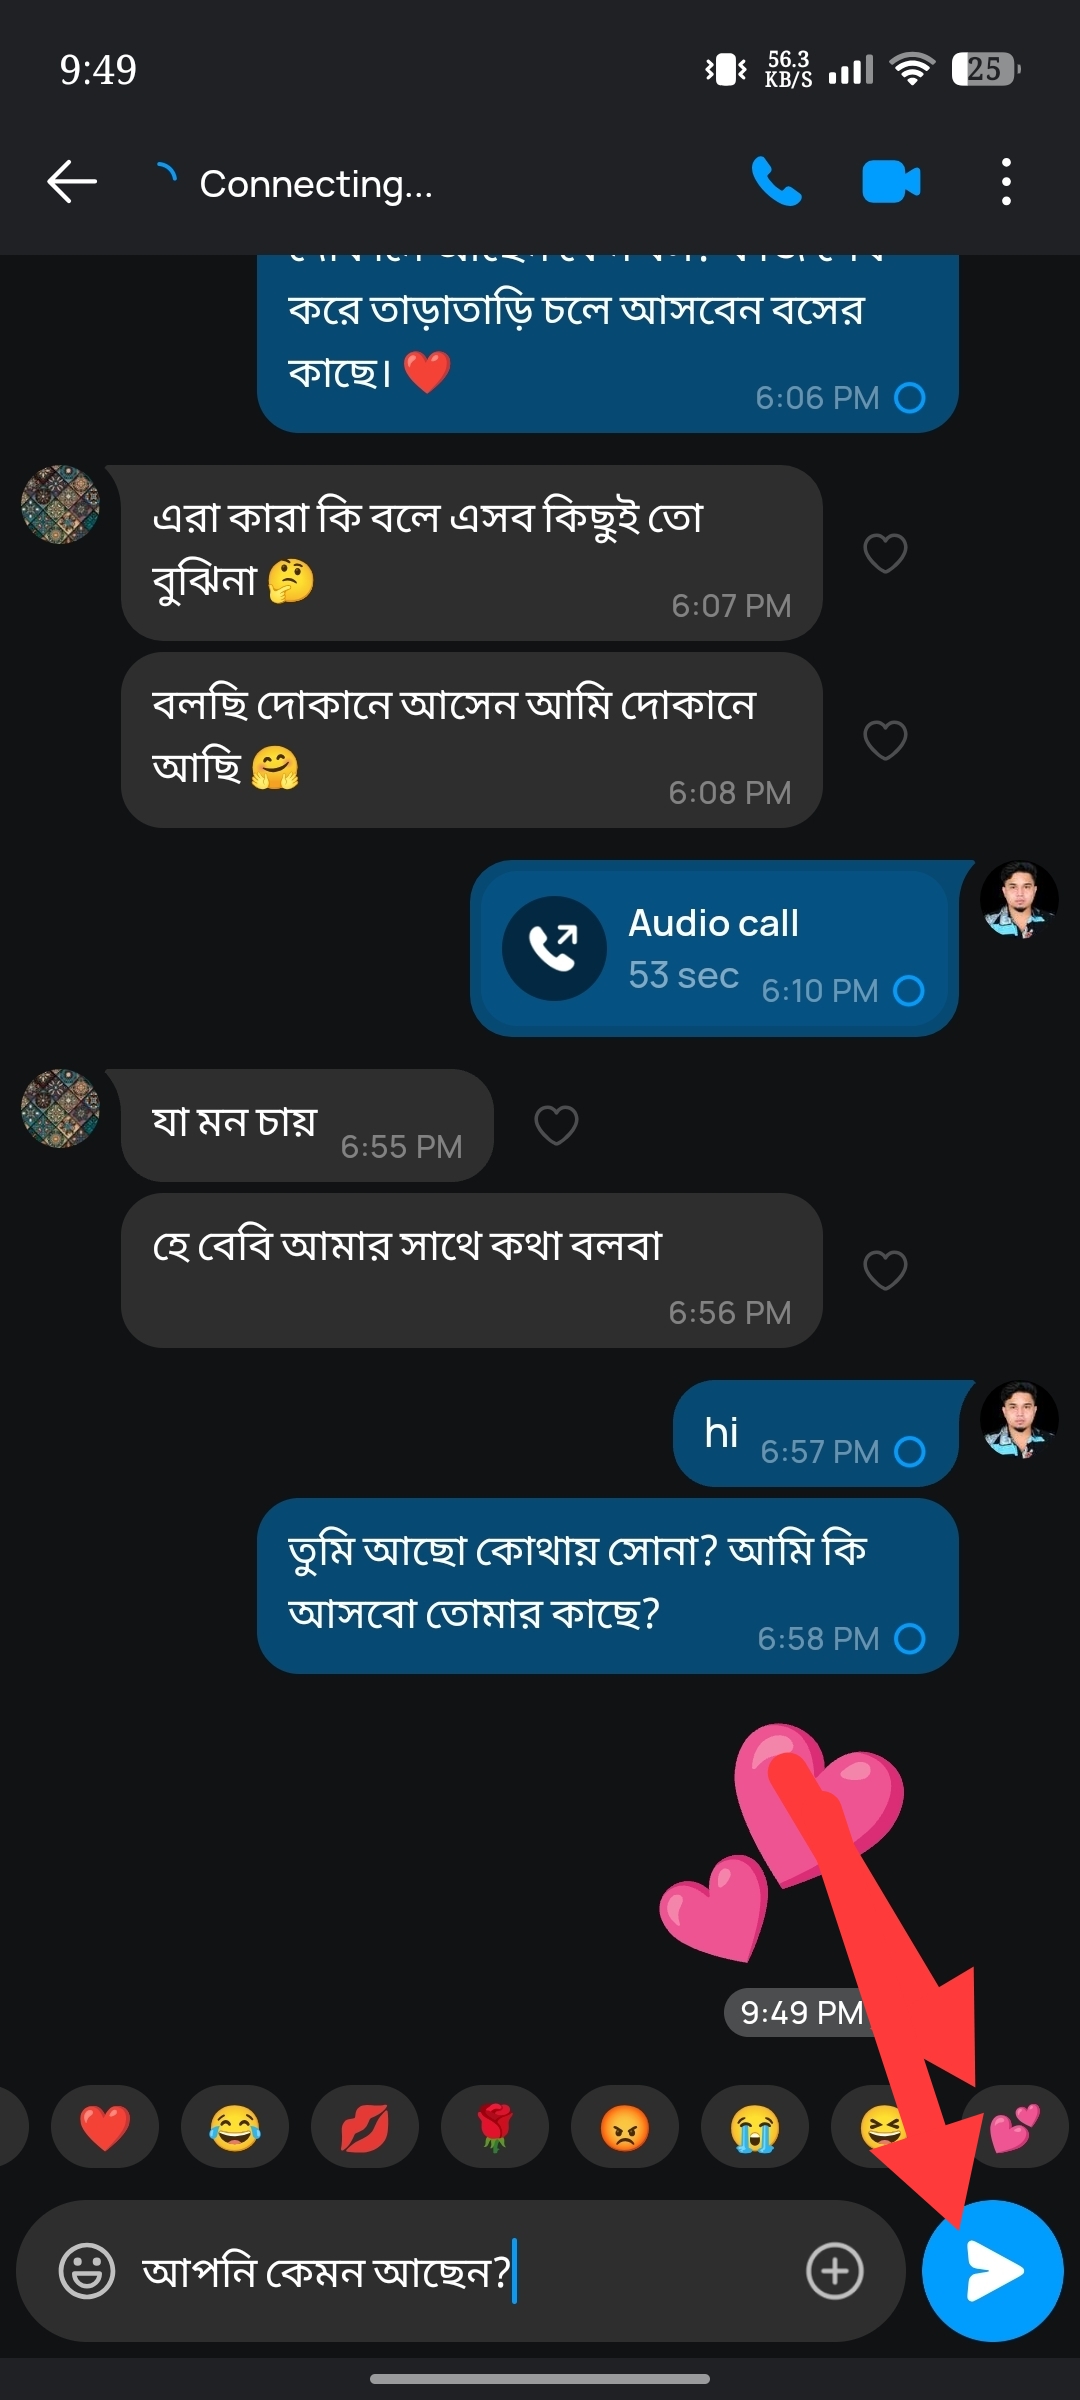 9:49
56.3
KB/S
25
Connecting...
করে তাড়াতাড়ি চলে আসবেন বসের
কাছে। ❤️
6:06 PM
এরা কারা কি বলে এসব কিছুই তো
বুঝিনা 🤔
6:07 PM
বলছি দোকানে আসেন আমি দোকানে
আছি 🤗
6:08 PM
Audio call
53 sec 6:10 PM
যা মন চায় 6:55 PM
হে বেবি আমার সাথে কথা বলবা
6:56 PM
hi 6:57 PM
তুমি আছো কোথায় সোনা? আমি কি
আসবো তোমার কাছে?
6:58 PM
9:49 PM
আপনি কেমন আছেন?